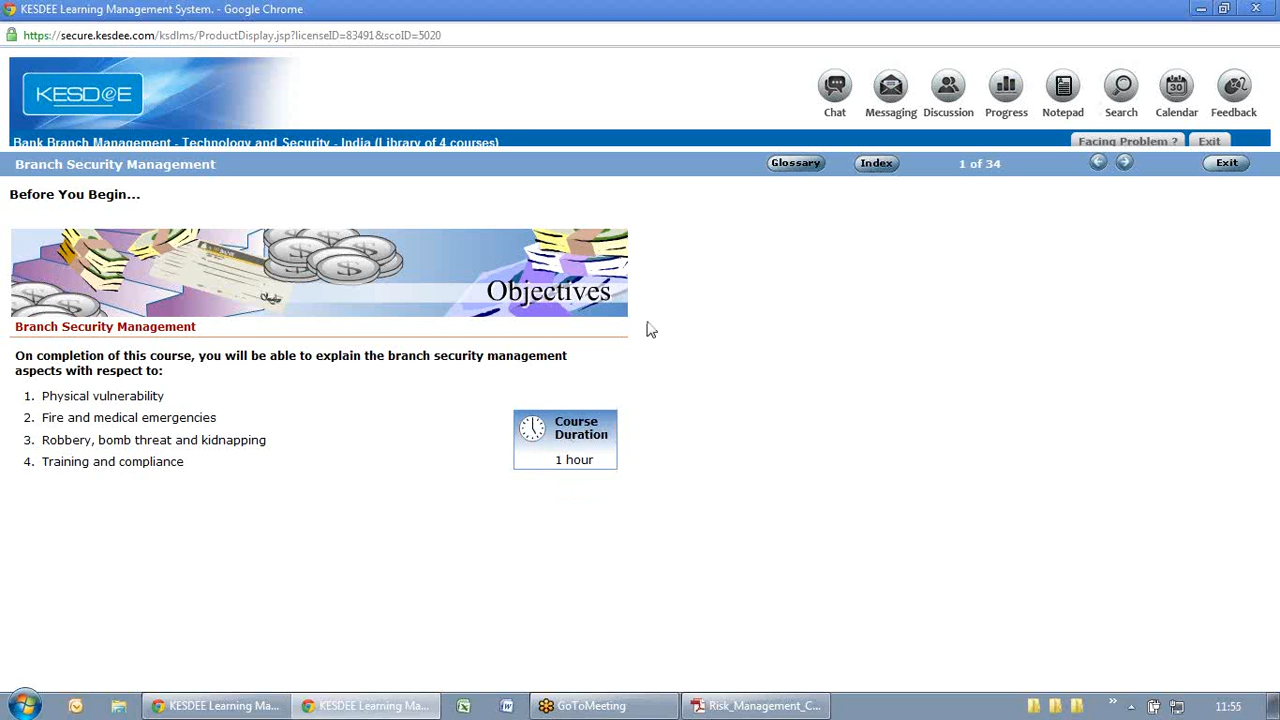 KESDEE Learning Management System. - Google Chrome
https://secure.kesdee.com/ksdlms/ProductDisplay.jsp?licenseID=83491&scoID=5020
KESDEE
Chat Messaging Discussion Progress Notepad Search 30 Calendar Feedback
Bank Branch Management - Technology and Security - India (Library of 4 courses)
Facing Problem ? Exit
Branch Security Management Glossary Index 1 of 34 Exit
Before You Begin...
Objectives
Branch Security Management
On completion of this course, you will be able to explain the branch security management
aspects with respect to:
1. Physical vulnerability
2. Fire and medical emergencies
3. Robbery, bomb threat and kidnapping
4. Training and compliance
Course
Duration
1 hour
KESDEE Learning Ma... KESDEE Learning Ma... GoToMeeting Risk_Management_C... 11:55